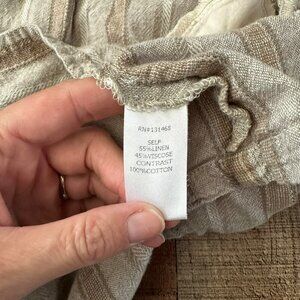 RN#131468
SELF
55%LINEN
45%VISCOSE
CONTRAST
100%COTTON